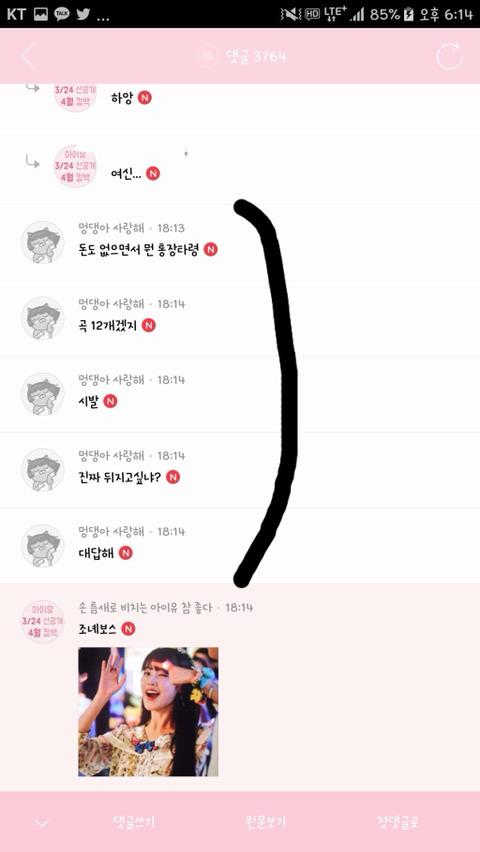 KT TALK ... HD LTE+ 85% 오후 6:14
댓글 3764
3/24 선공개
4월 컴백
하앙 N
아이유
3/24 선공개
4월 컴백
여신... N
멍댕아 사랑해 • 18:13
돈도 없으면서 뭔 통장타령 N
멍댕아 사랑해 • 18:14
곡 12개겠지 N
멍댕아 사랑해 • 18:14
시발 N
멍댕아 사랑해 • 18:14
진짜 뒤지고싶냐? N
멍댕아 사랑해 • 18:14
대답해 N
아이유
3/24 선공개
4월 컴백
손 틈새로 비치는 아이유 참 좋다 • 18:14
조녜보스 N
댓글쓰기 원문보기 첫댓글로